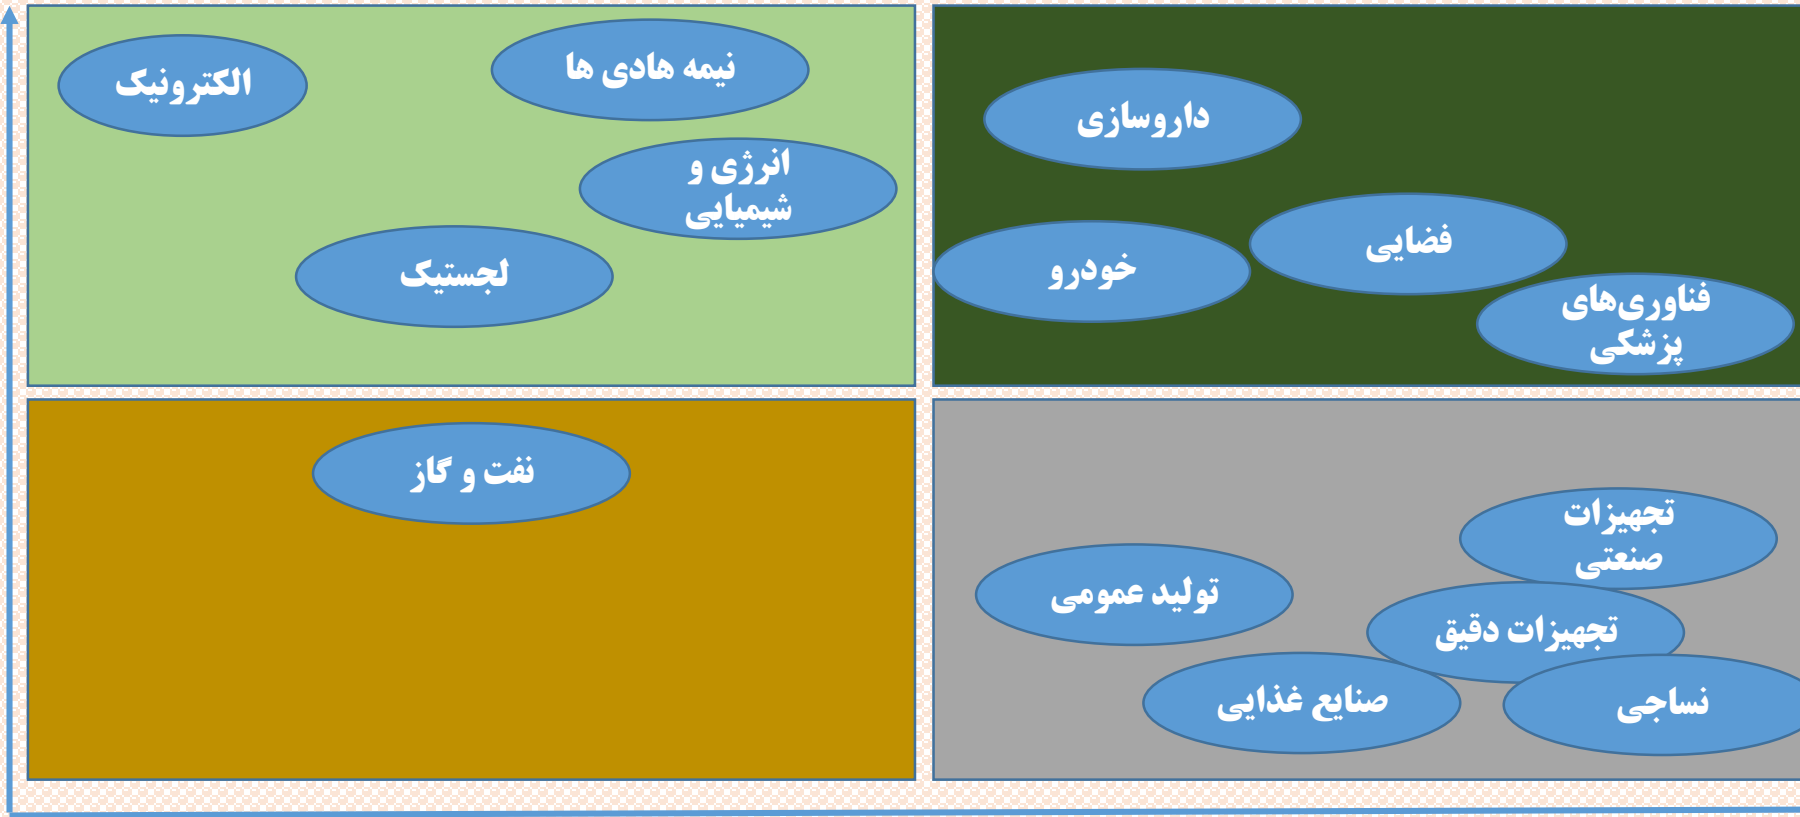 الکترونیک
نیمه هادی ها
انرژی و
شیمیایی
لجستیک
داروسازی
فضایی
خودرو
فناوری‌های
پزشکی
نفت و گاز
تجهیزات
صنعتی
تولید عمومی
تجهیزات دقیق
صنایع غذایی
نساجی